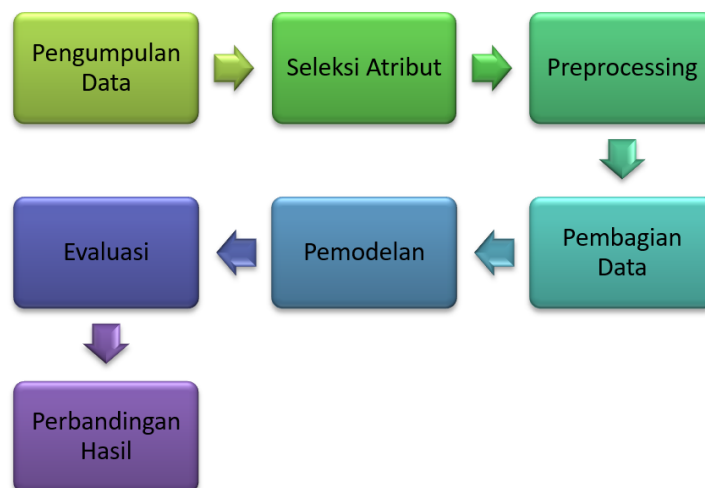 Pengumpulan
Data
Seleksi Atribut
Preprocessing
Pembagian
Data
Pemodelan
Evaluasi
Perbandingan
Hasil